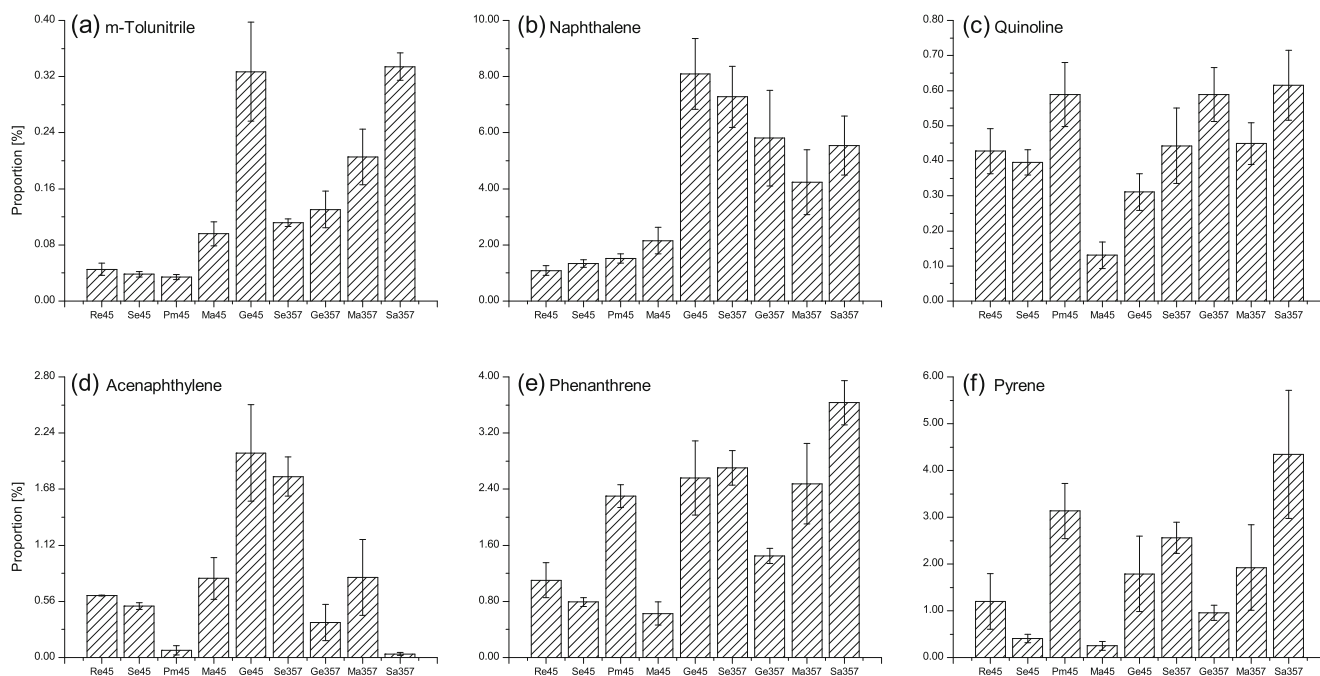 (a) m-Tolunitrile
Proportion [%]
0.40
0.32
0.24
0.16
0.08
0.00
Re45 Se45 Pm45 Ma45 Ge45 Se357 Ge357 Ma357 Sa357
(b) Naphthalene
10.00
8.00
6.00
4.00
2.00
0.00
Re45 Se45 Pm45 Ma45 Ge45 Se357 Ge357 Ma357 Sa357
(c) Quinoline
0.80
0.70
0.60
0.50
0.40
0.30
0.20
0.10
0.00
Re45 Se45 Pm45 Ma45 Ge45 Se357 Ge357 Ma357 Sa357
(d) Acenaphthylene
Proportion [%]
2.80
2.24
1.68
1.12
0.56
0.00
Re45 Se45 Pm45 Ma45 Ge45 Se357 Ge357 Ma357 Sa357
(e) Phenanthrene
4.00
3.20
2.40
1.60
0.80
0.00
Re45 Se45 Pm45 Ma45 Ge45 Se357 Ge357 Ma357 Sa357
(f) Pyrene
6.00
5.00
4.00
3.00
2.00
1.00
0.00
Re45 Se45 Pm45 Ma45 Ge45 Se357 Ge357 Ma357 Sa357